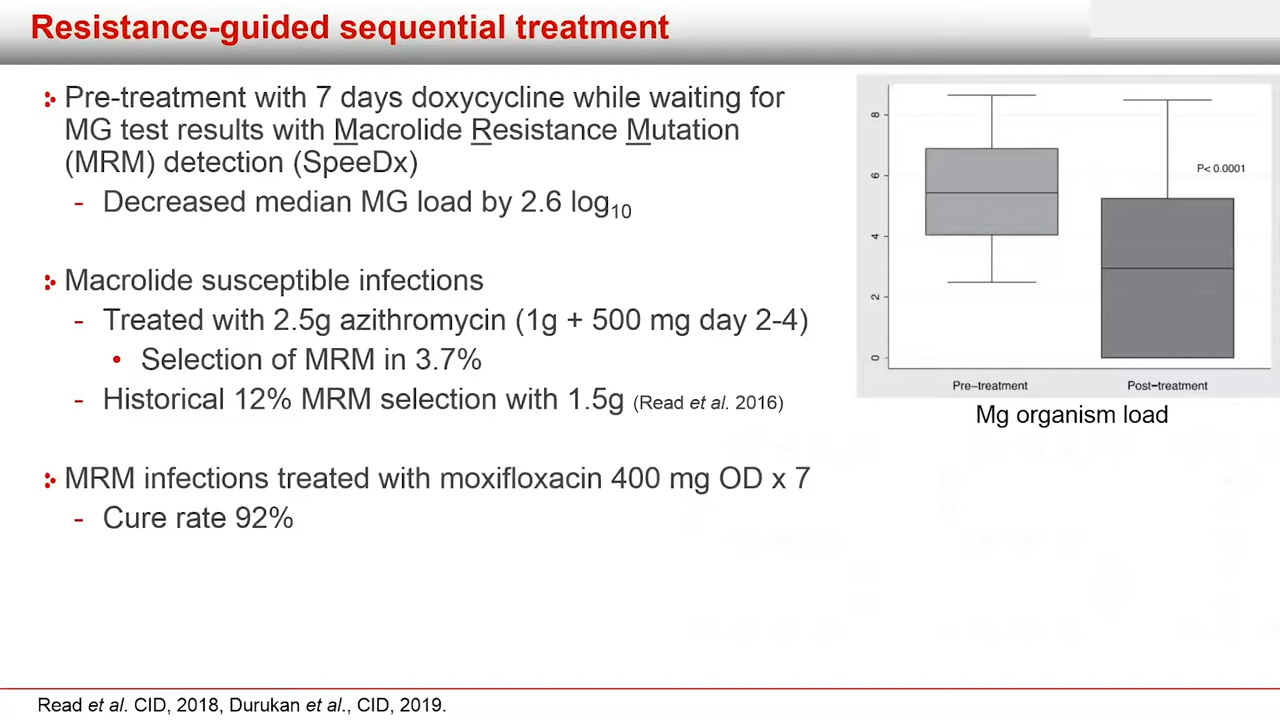 Resistance-guided sequential treatment
Pre-treatment with 7 days doxycycline while waiting for
MG test results with Macrolide Resistance Mutation
(MRM) detection (SpeeDx)
- Decreased median MG load by 2.6 log10
Macrolide susceptible infections
- Treated with 2.5g azithromycin (1g + 500 mg day 2-4)
• Selection of MRM in 3.7%
- Historical 12% MRM selection with 1.5g (Read et al. 2016)
MRM infections treated with moxifloxacin 400 mg OD x 7
- Cure rate 92%
8
6
4
2
0
P< 0.0001
Pre-treatment Post-treatment
Mg organism load
Read et al. CID, 2018, Durukan et al., CID, 2019.